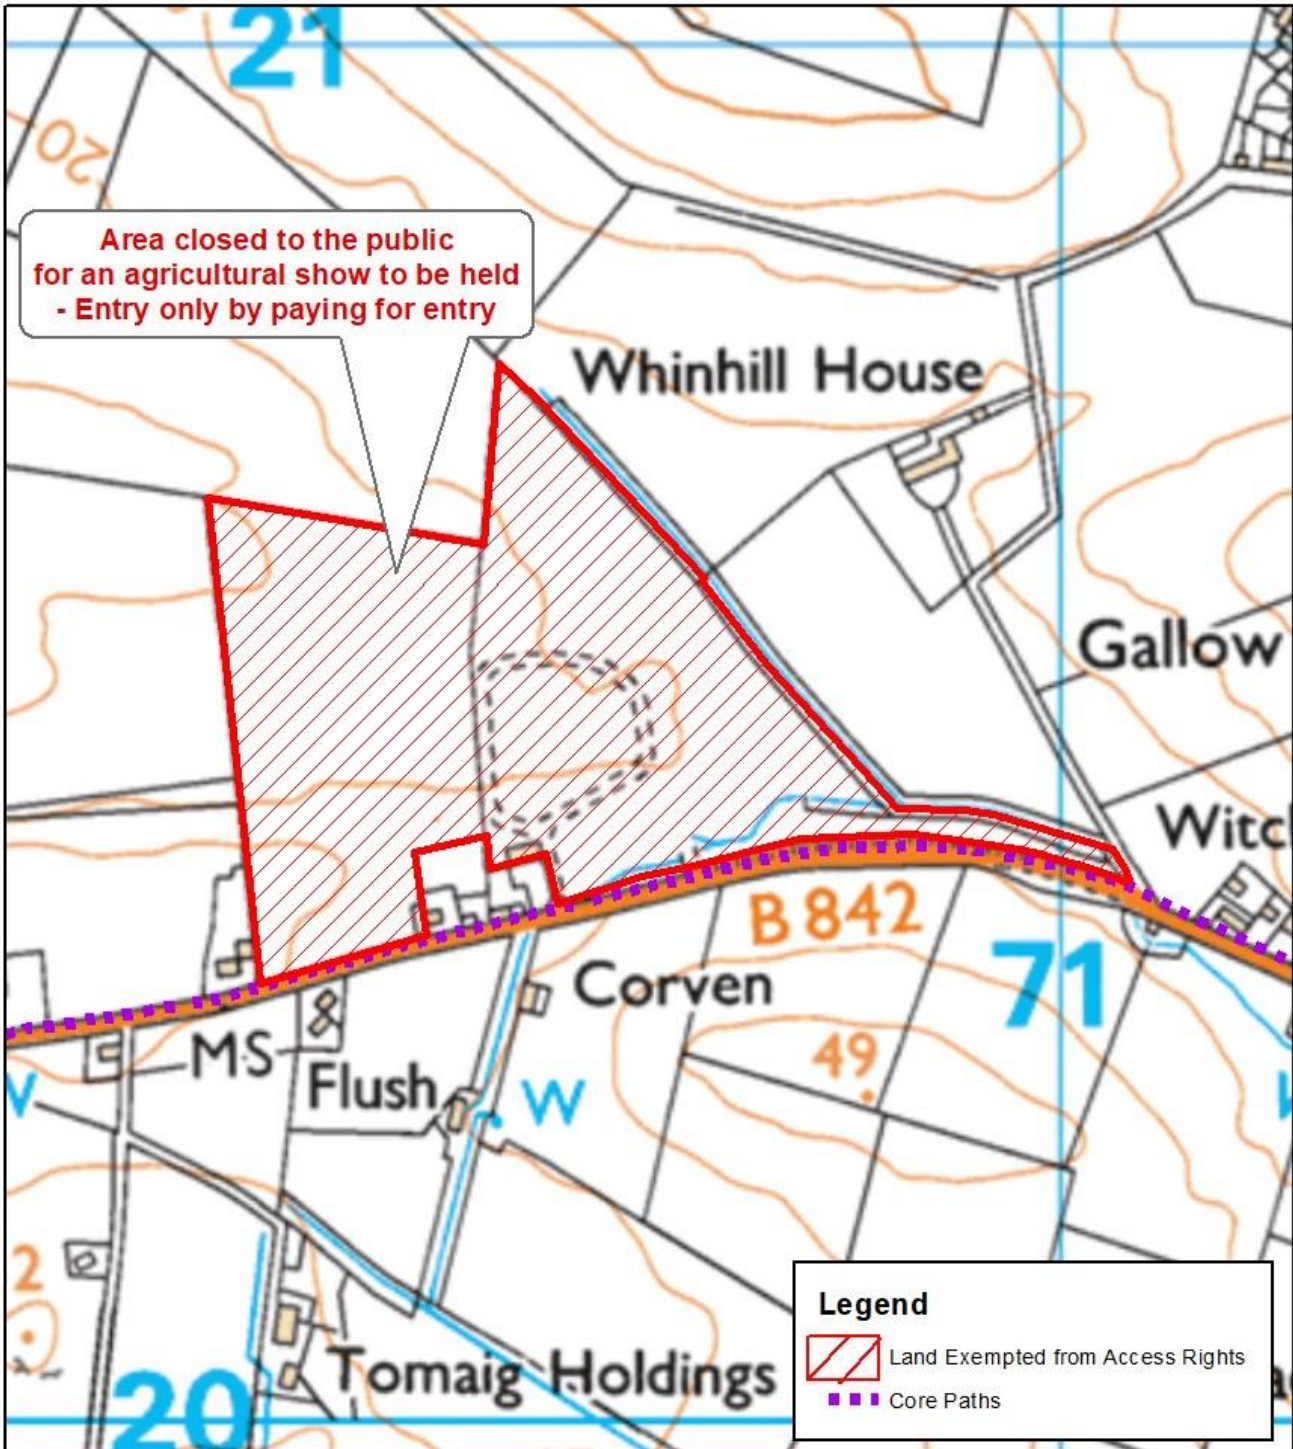 21
20
Area closed to the public
for an agricultural show to be held
- Entry only by paying for entry
Whinhill House
Gallow
Witch
B 842
71
Corven
MS
49
Flush
W
W
2
Legend
Land Exempted from Access Rights
Core Paths
Tomaig Holdings
20